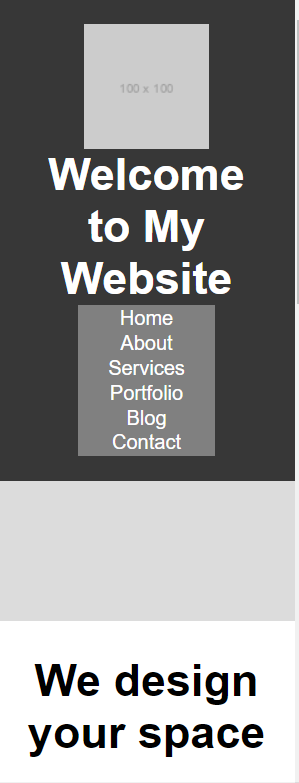 100 x 100
Welcome
to My
Website
Home
About
Services
Portfolio
Blog
Contact
We design
your space